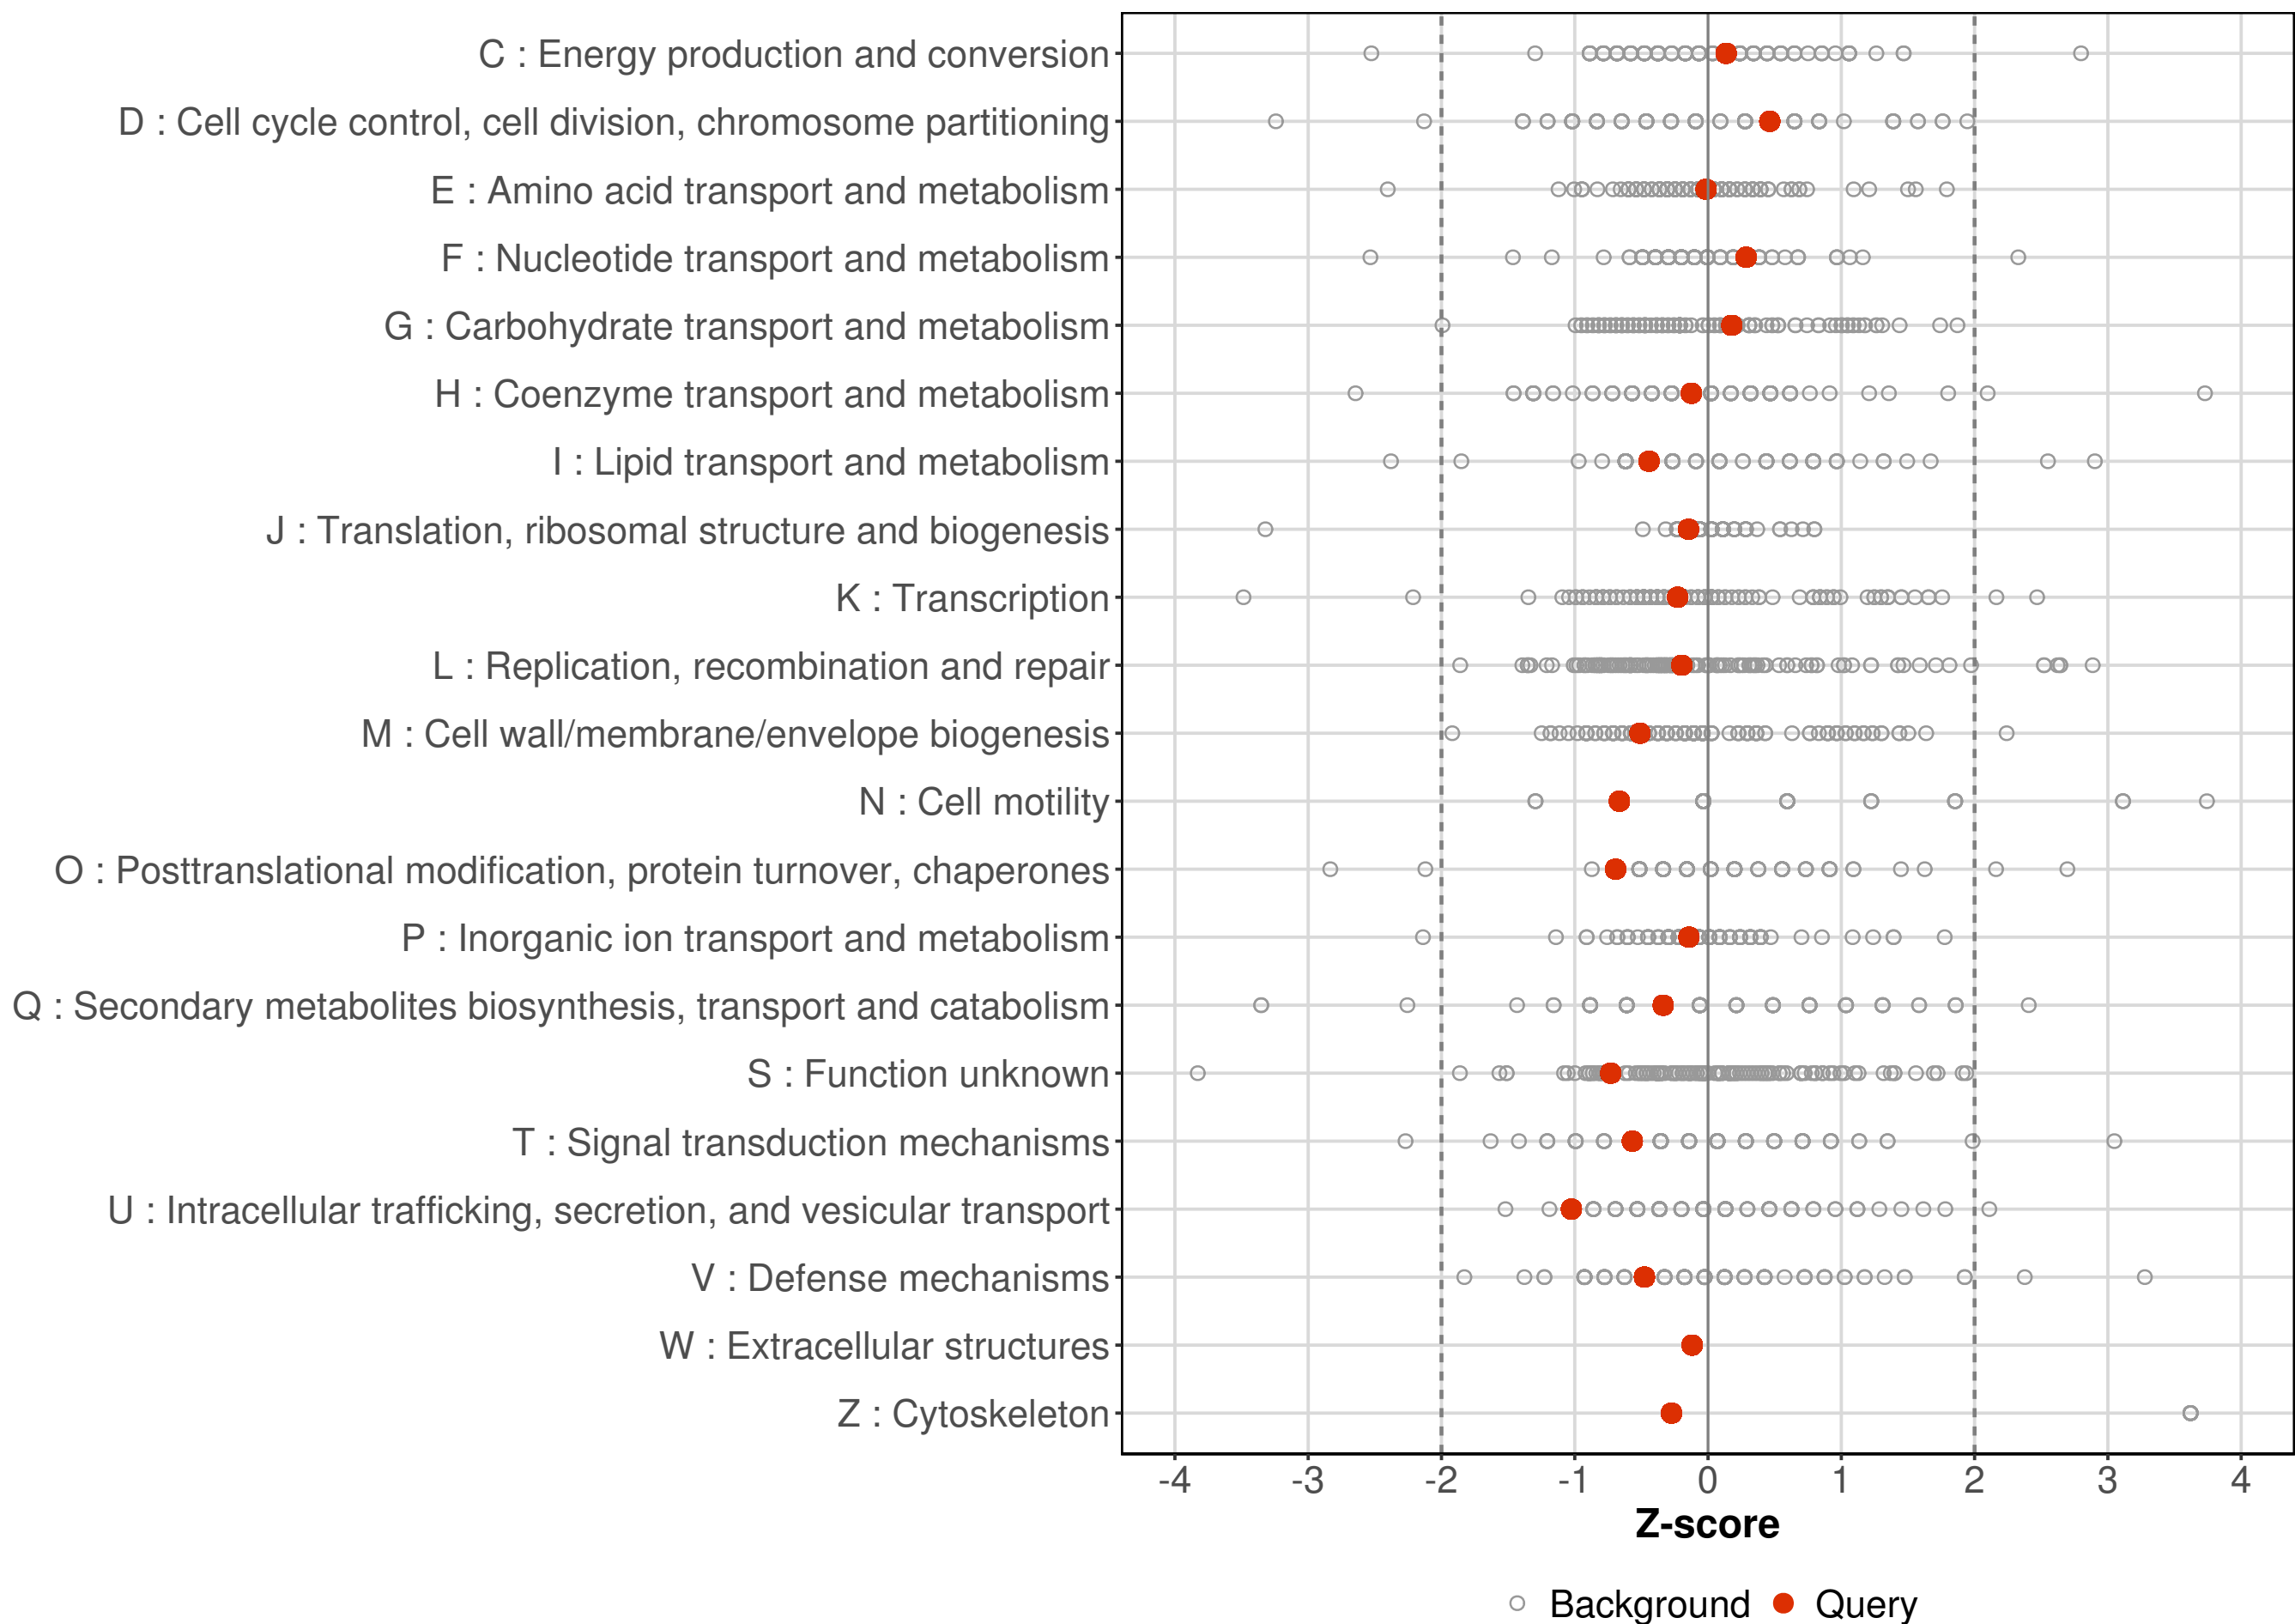 C : Energy production and conversion
D : Cell cycle control, cell division, chromosome partitioning
E : Amino acid transport and metabolism
F : Nucleotide transport and metabolism
G : Carbohydrate transport and metabolism
H : Coenzyme transport and metabolism
I : Lipid transport and metabolism
J : Translation, ribosomal structure and biogenesis
K : Transcription
L : Replication, recombination and repair
M : Cell wall/membrane/envelope biogenesis
N : Cell motility
O : Posttranslational modification, protein turnover, chaperones
P : Inorganic ion transport and metabolism
Q : Secondary metabolites biosynthesis, transport and catabolism
S : Function unknown
T : Signal transduction mechanisms
U : Intracellular trafficking, secretion, and vesicular transport
V : Defense mechanisms
W : Extracellular structures
Z : Cytoskeleton
-4 -3 -2 -1 0 1 2 3 4
Z-score
Background Query